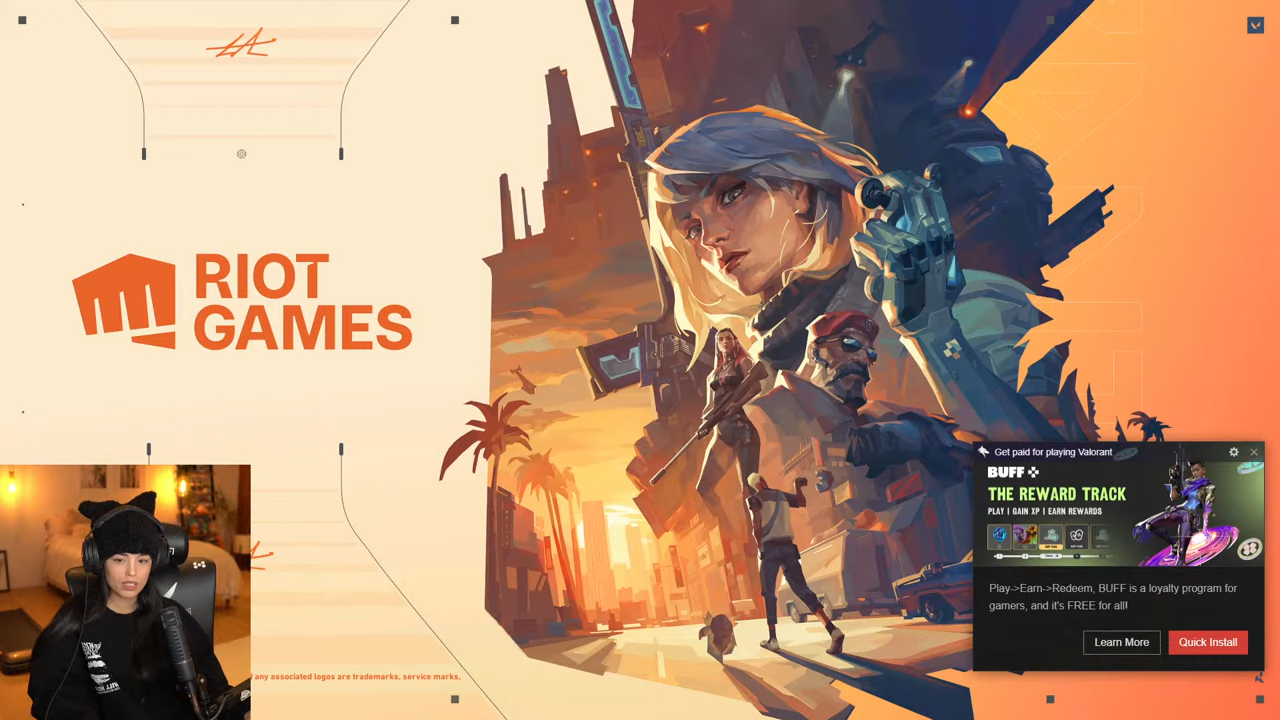 RIOT
GAMES
any associated logos are trademarks, service marks,
Get paid for playing Valorant
BUFF
THE REWARD TRACK
PLAY | GAIN XP | EARN REWARDS
Play->Earn->Redeem, BUFF is a loyalty program for
gamers, and it's FREE for all!
Learn More
Quick Install